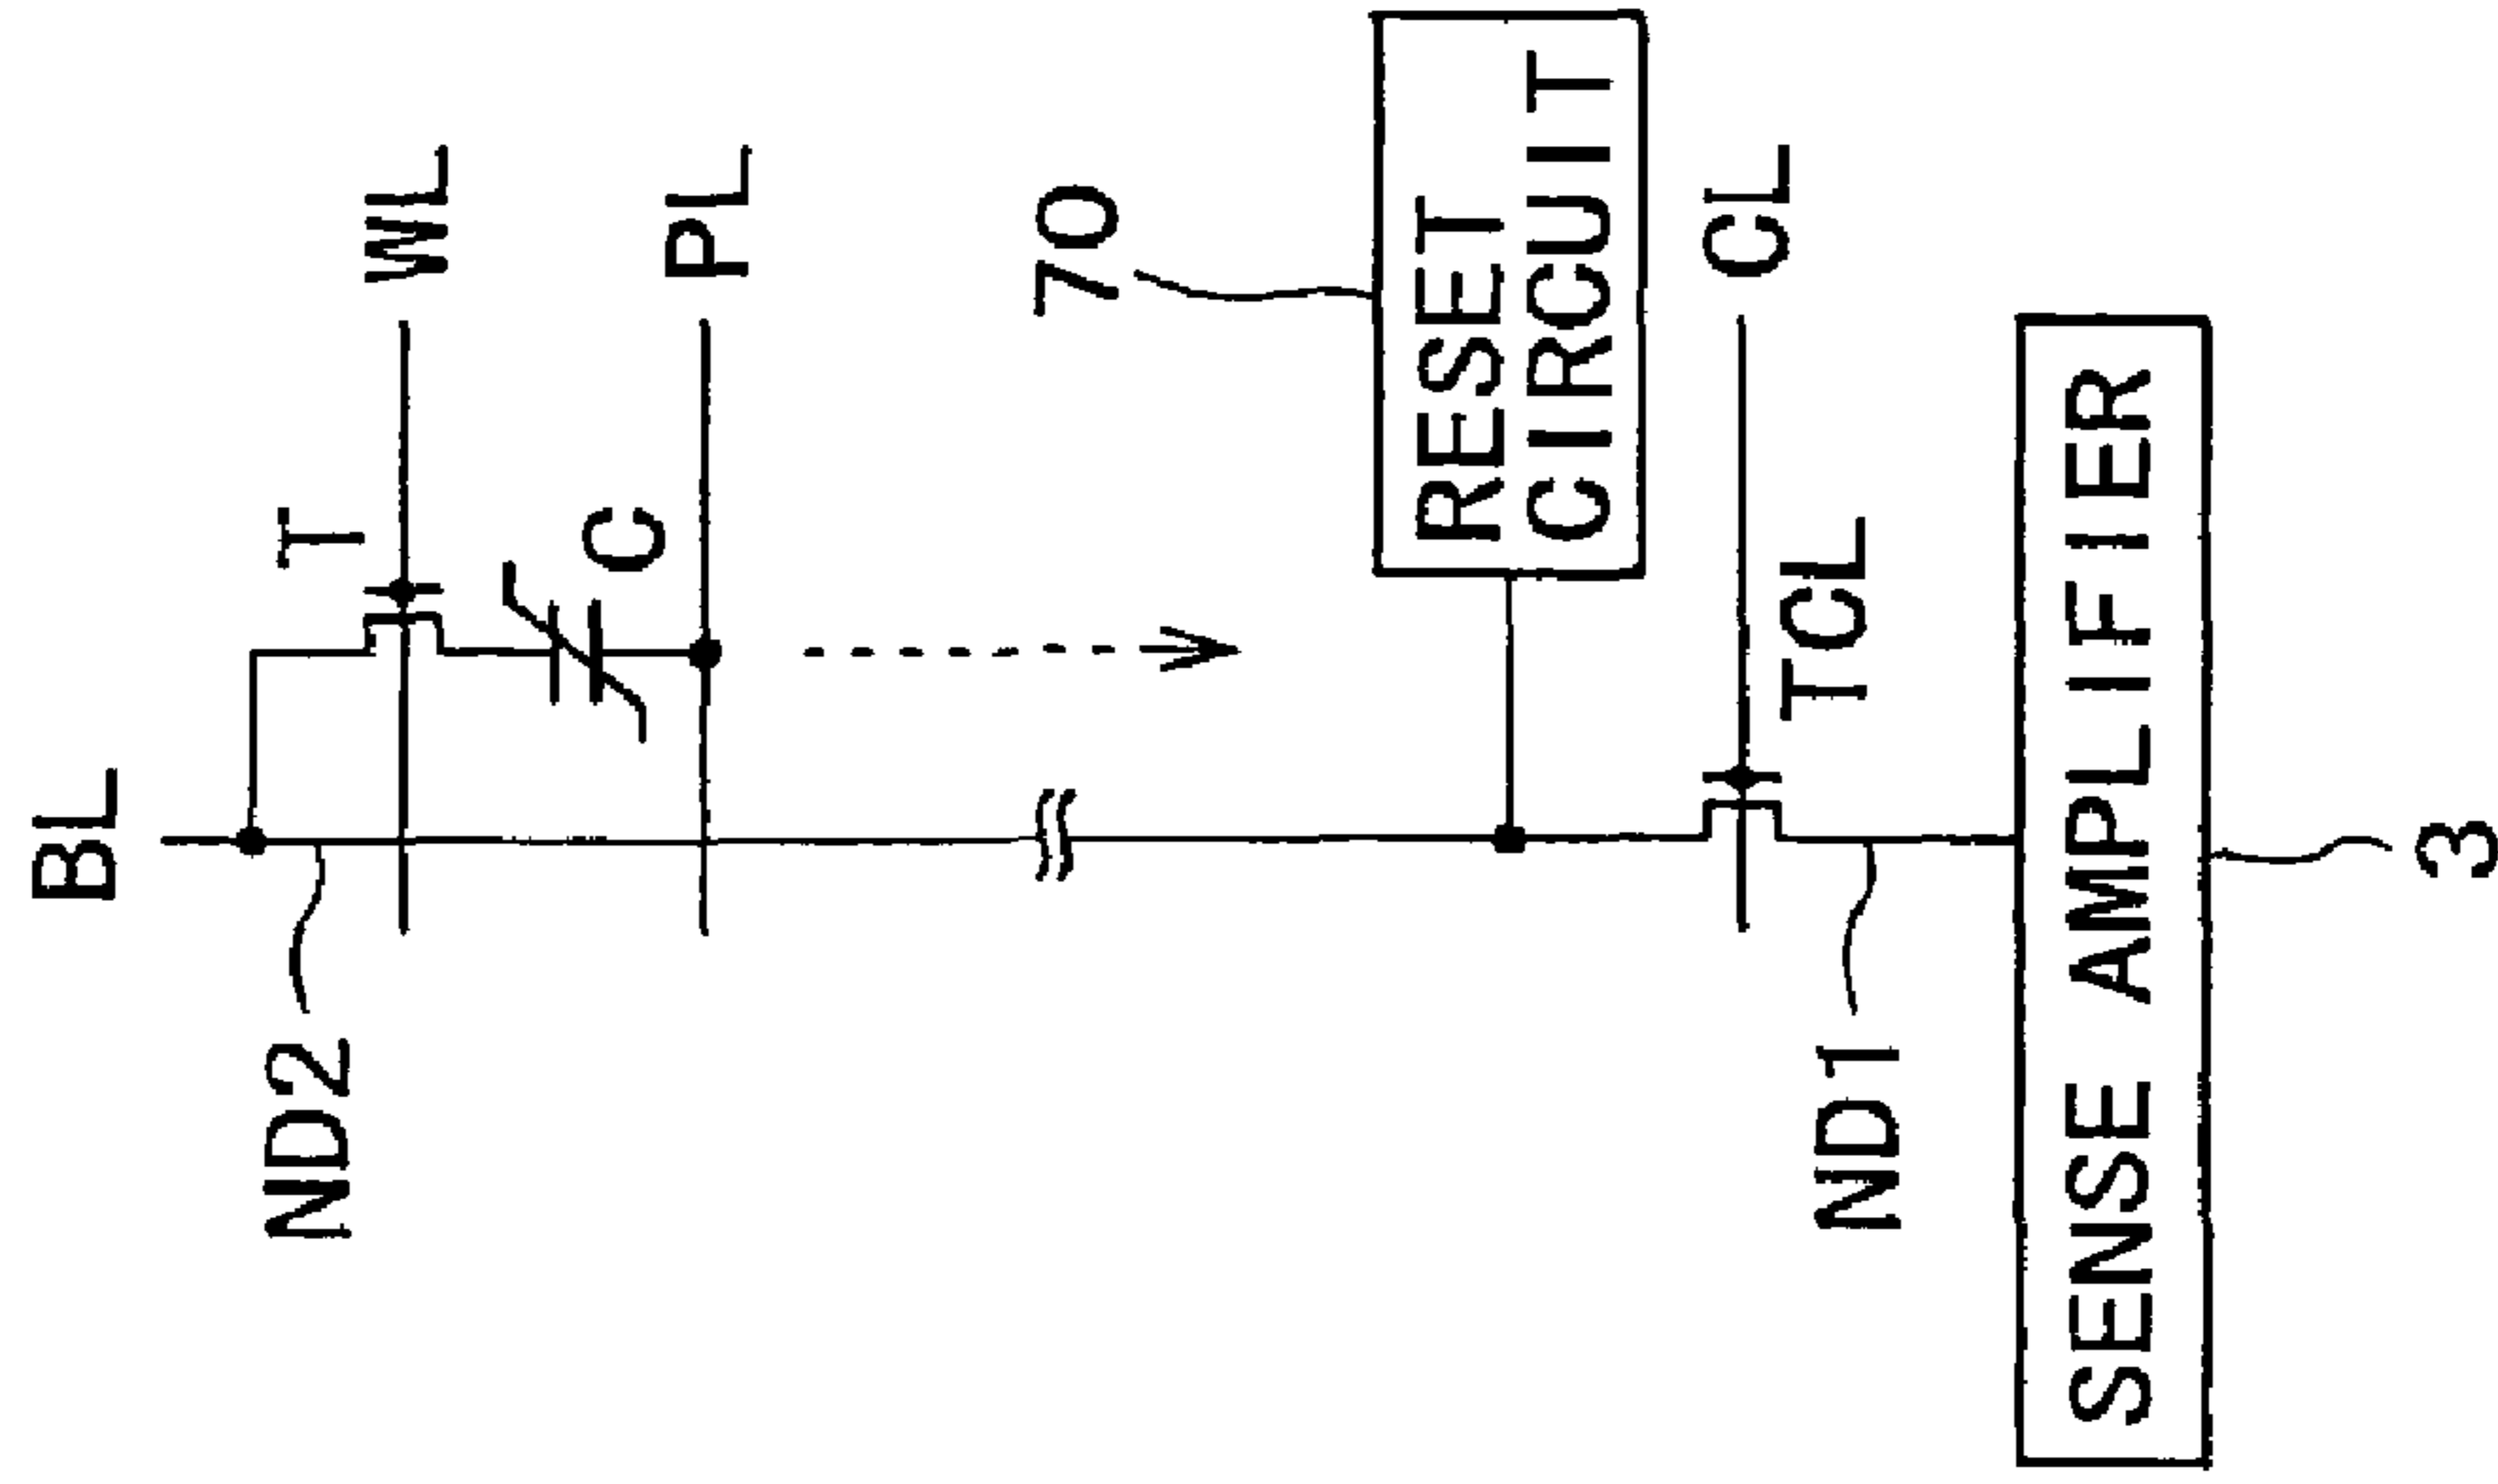 BL
WL
T
C
PL
ND2
70
RESET
CIRCUIT
CL
TCL
ND1
SENSE AMPLIFIER
3